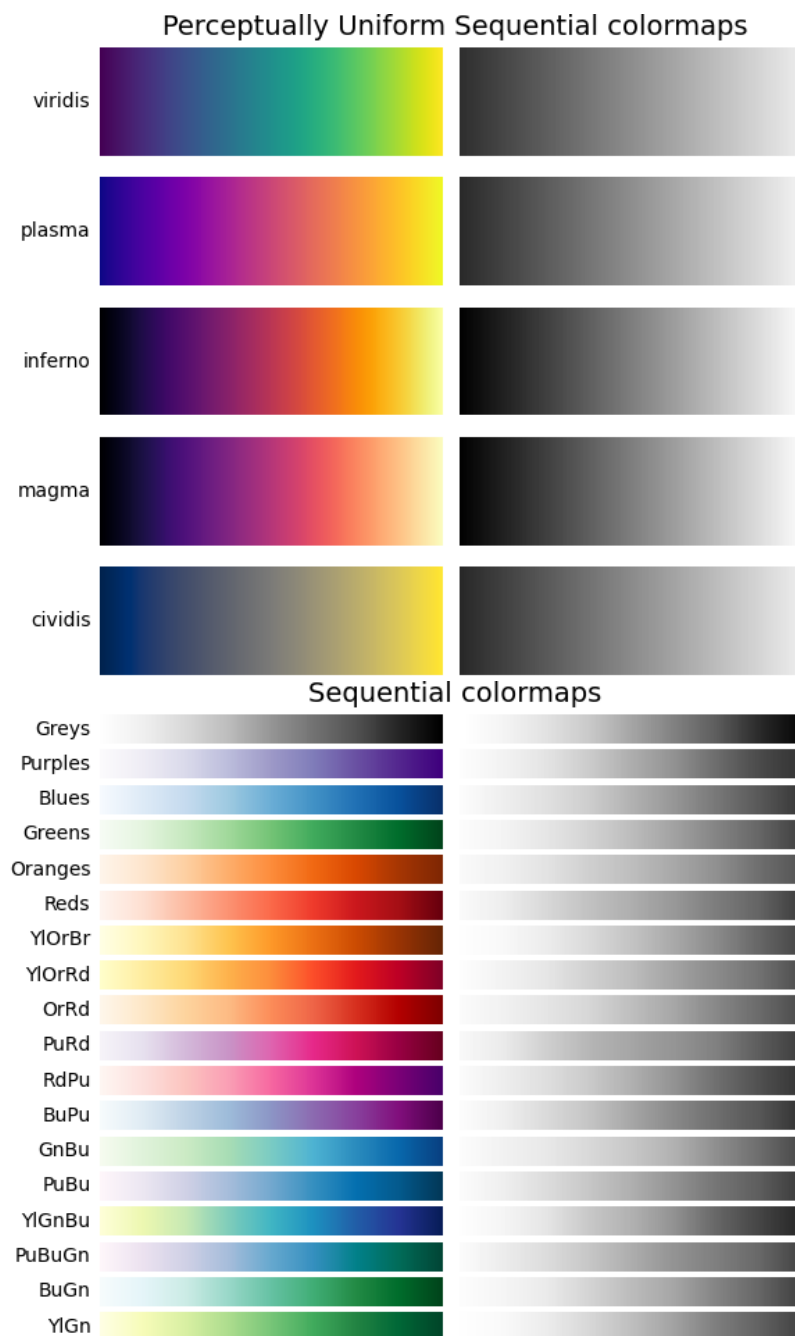 Perceptually Uniform Sequential colormaps
viridis
plasma
inferno
magma
cividis
Sequential colormaps
Greys
Purples
Blues
Greens
Oranges
Reds
YlOrBr
YlOrRd
OrRd
PuRd
RdPu
BuPu
GnBu
PuBu
YlGnBu
PuBuGn
BuGn
YlGn